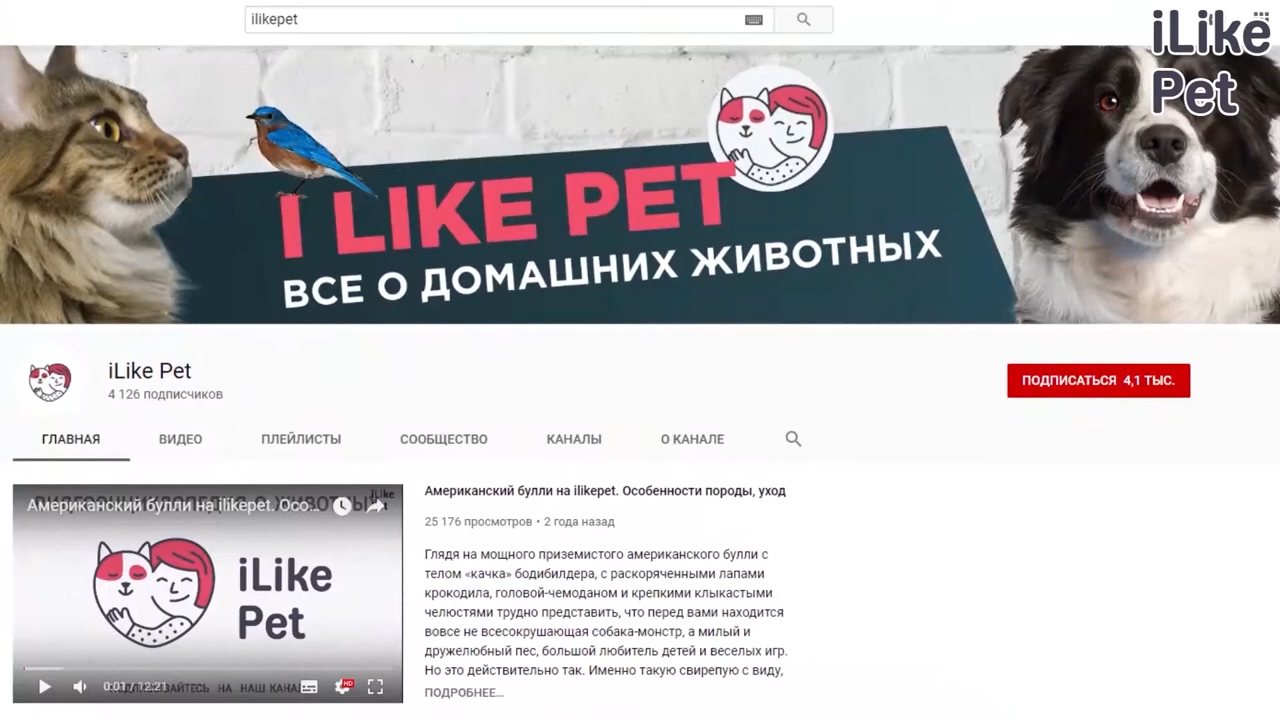 ilikepet
iLike
Pet
I LIKE PET
ВСЕ О ДОМАШНИХ ЖИВОТНЫХ
iLike Pet
4 126 подписчиков
ПОДПИСАТЬСЯ 4,1 ТЫС.
ГЛАВНАЯ ВИДЕО ПЛЕЙЛИСТЫ СООБЩЕСТВО КАНАЛЫ О КАНАЛЕ
Американский булли на ilikepet. Осо...
iLike
Pet
0:01 / 12:21
HD
Американский булли на ilikepet. Особенности породы, уход
25 176 просмотров • 2 года назад
Глядя на мощного приземистого американского булли с
телом «качка» бодибилдера, с раскоряченными лапами
крокодила, головой-чемоданом и крепкими клыкастыми
челюстями трудно представить, что перед вами находится
вовсе не всесокрушающая собака-монстр, а милый и
дружелюбный пес, большой любитель детей и веселых игр.
Но это действительно так. Именно такую свирепую с виду,
ПОДРОБНЕЕ...